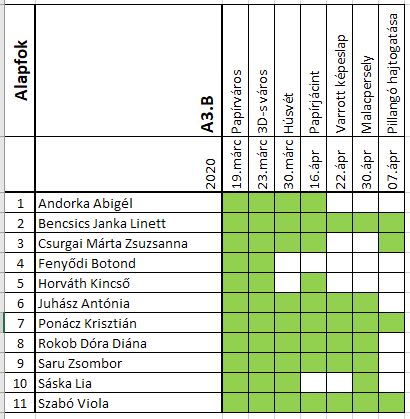 Alapfok
A3.B
2020
19.márc Papírváros
23.márc 3D-s város
30.márc Húsvét
16.ápr Papírjácint
22.ápr Varrott képeslap
30.ápr Malacpersely
07.ápr Pillangó hajtogatása
1 Andorka Abigél
2 Bencsics Janka Linett
3 Csurgai Márta Zsuzsanna
4 Fenyődi Botond
5 Horváth Kincső
6 Juhász Antónia
7 Ponácz Krisztián
8 Rokob Dóra Diána
9 Saru Zsombor
10 Sáska Lia
11 Szabó Viola